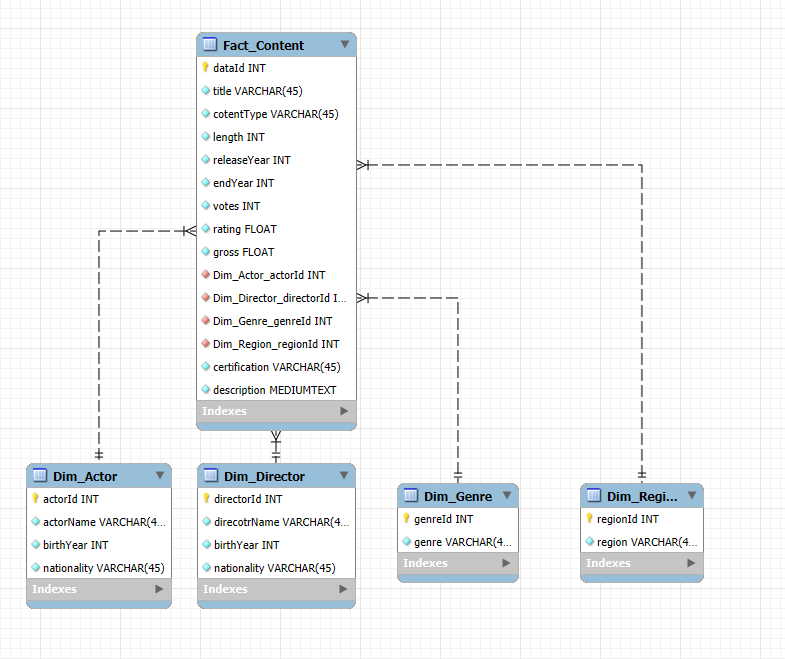 Fact_Content
dataId INT
title VARCHAR(45)
cotentType VARCHAR(45)
length INT
releaseYear INT
endYear INT
votes INT
rating FLOAT
gross FLOAT
Dim_Actor_actorId INT
Dim_Director_directorId I...
Dim_Genre_genreId INT
Dim_Region_regionId INT
certification VARCHAR(45)
description MEDIUMTEXT
Indexes
Dim_Actor
actorId INT
actorName VARCHAR(4...
birthYear INT
nationality VARCHAR(45)
Indexes
Dim_Director
directorId INT
direcotrName VARCHAR(4...
birthYear INT
nationality VARCHAR(45)
Indexes
Dim_Genre
genreId INT
genre VARCHAR(4...
Indexes
Dim_Regi...
regionId INT
region VARCHAR(4...
Indexes